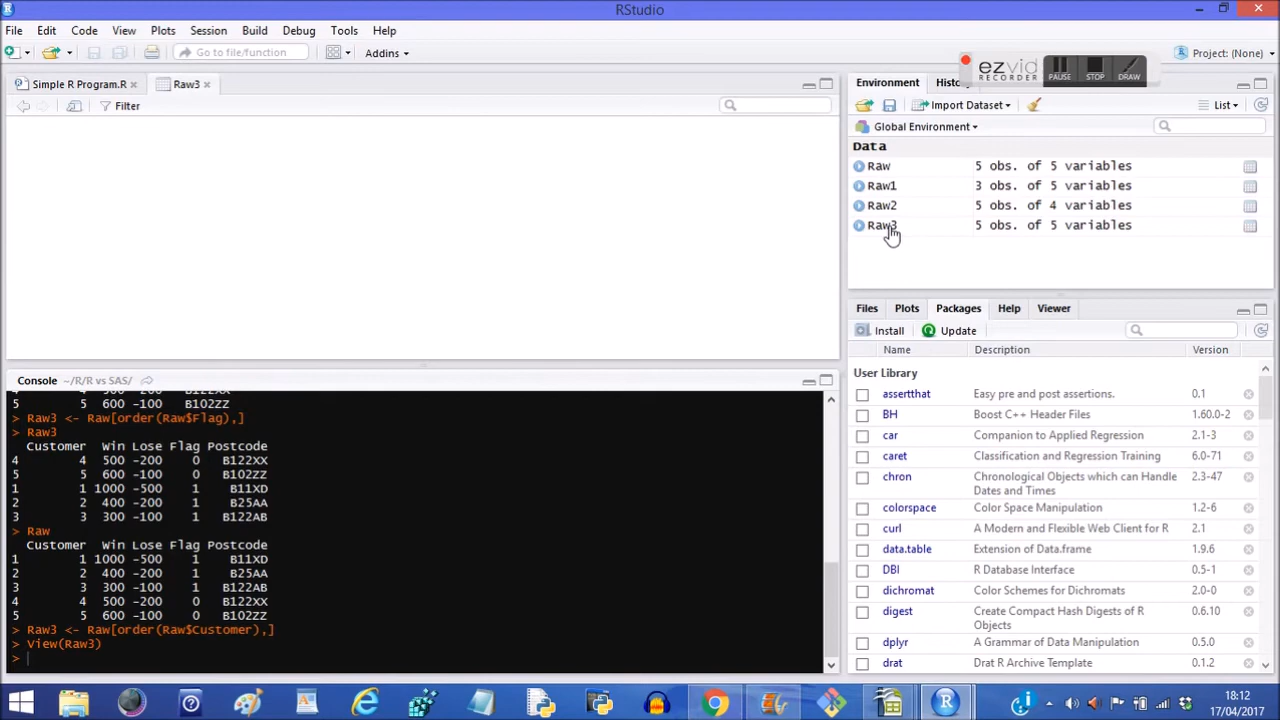 RStudio
File Edit Code View Plots Session Build Debug Tools Help
Go to file/function Addins Project: (None)
ezvid RECORDER PAUSE STOP DRAW
Simple R Program.R Raw3
Filter
Console ~/R/R vs SAS/
5 5 600 -100 B102ZZ
> Raw3 <- Raw[order(Raw$Flag),]
> Raw3
Customer Win Lose Flag Postcode
4 4 500 -200 0 B122XX
5 5 600 -100 0 B102ZZ
1 1 1000 -500 1 B11XD
2 2 400 -200 1 B25AA
3 3 300 -100 1 B122AB
> Raw
Customer Win Lose Flag Postcode
1 1 1000 -500 1 B11XD
2 2 400 -200 1 B25AA
3 3 300 -100 1 B122AB
4 4 500 -200 0 B122XX
5 5 600 -100 0 B102ZZ
> Raw3 <- Raw[order(Raw$Customer),]
> View(Raw3)
>
Environment
Import Dataset List
Global Environment
Data
Raw 5 obs. of 5 variables
Raw1 3 obs. of 5 variables
Raw2 5 obs. of 4 variables
Raw3 5 obs. of 5 variables
Files Plots Packages Help Viewer
Install Update
Name Description Version
User Library
assertthat Easy pre and post assertions. 0.1
BH Boost C++ Header Files 1.60.0-2
car Companion to Applied Regression 2.1-3
caret Classification and Regression Training 6.0-71
chron Chronological Objects which can Handle Dates and Times 2.3-47
colorspace Color Space Manipulation 1.2-6
curl A Modern and Flexible Web Client for R 2.1
data.table Extension of Data.frame 1.9.6
DBI R Database Interface 0.5-1
dichromat Color Schemes for Dichromats 2.0-0
digest Create Compact Hash Digests of R Objects 0.6.10
dplyr A Grammar of Data Manipulation 0.5.0
drat Drat R Archive Template 0.1.2
18:12
17/04/2017